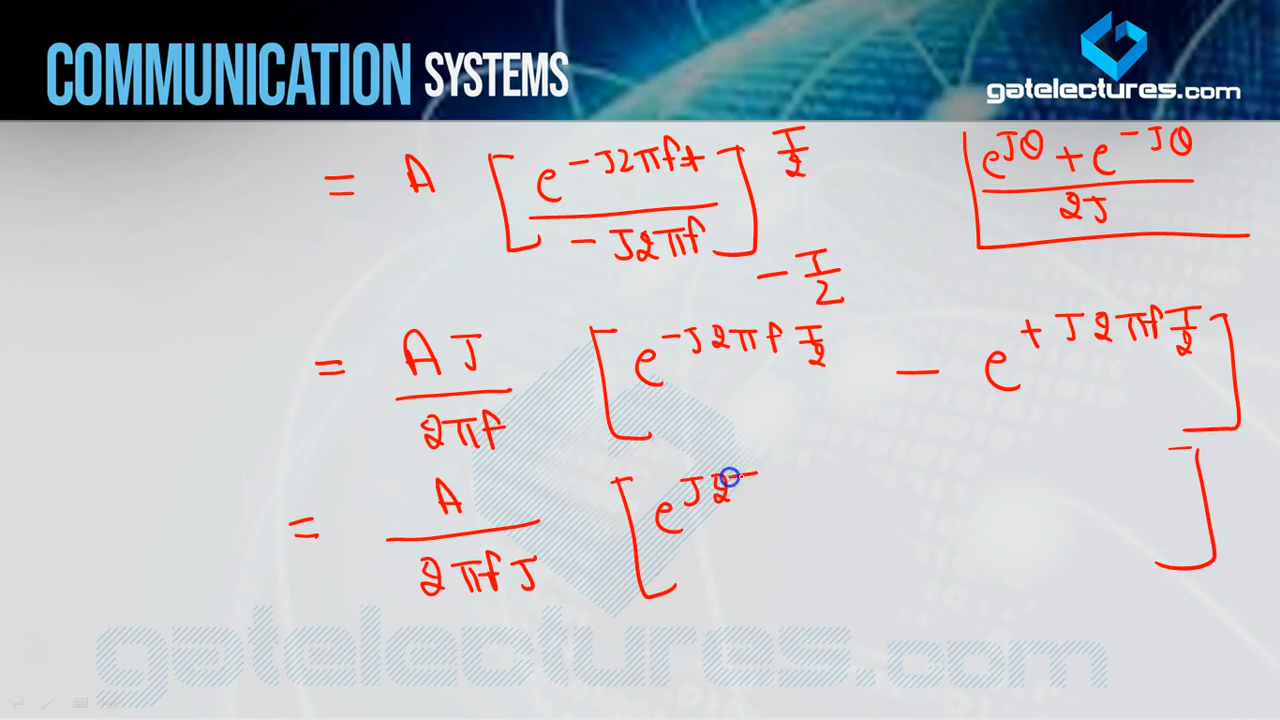 COMMUNICATION SYSTEMS
gatelectures.com
= A [ e^{-J2πft} / -J2πf ]_{-T/2}^{T/2}
e^{Jθ} + e^{-Jθ} / 2J
= AJ / 2πf [ e^{-J2πf T/2} - e^{+J2πf T/2} ]
= A / 2πfJ [ e^{J2} ]
gatelectures.com